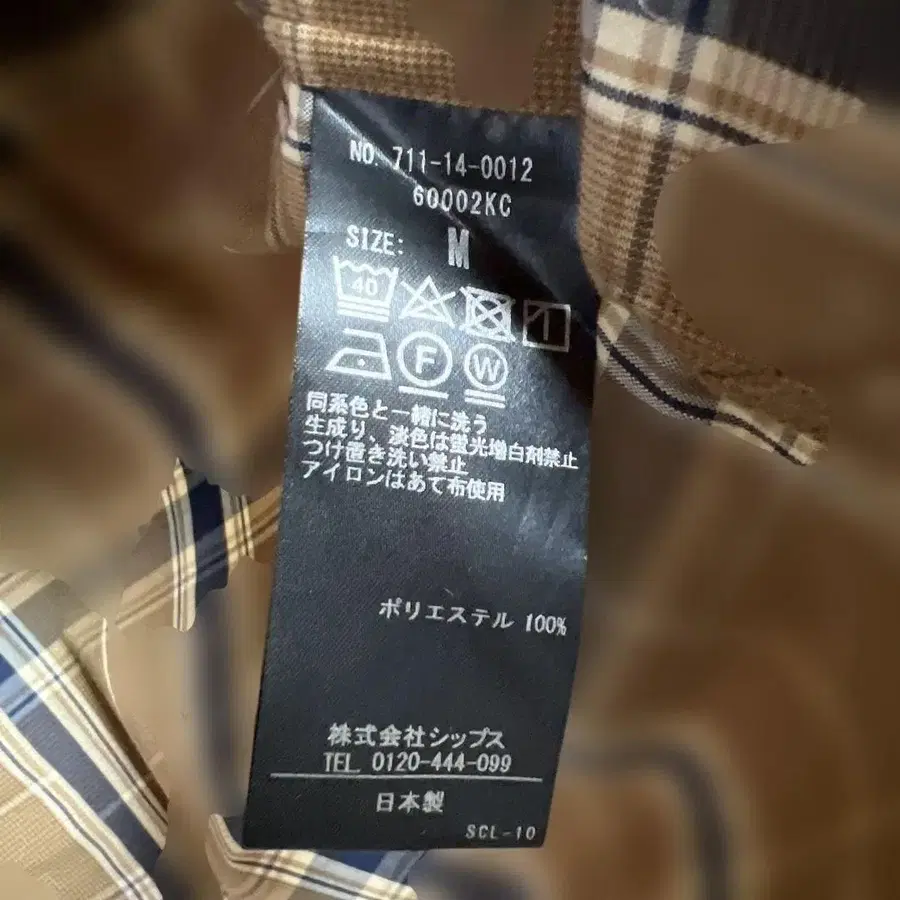 NO. 711-14-0012
60002KC
SIZE: M
40
F W
同系色と一緒に洗う
生成り、淡色は蛍光増白剤禁止
つけ置き洗い禁止
アイロンはあて布使用
ポリエステル 100%
株式会社シップス
TEL 0120-444-099
日本製
SCL-10